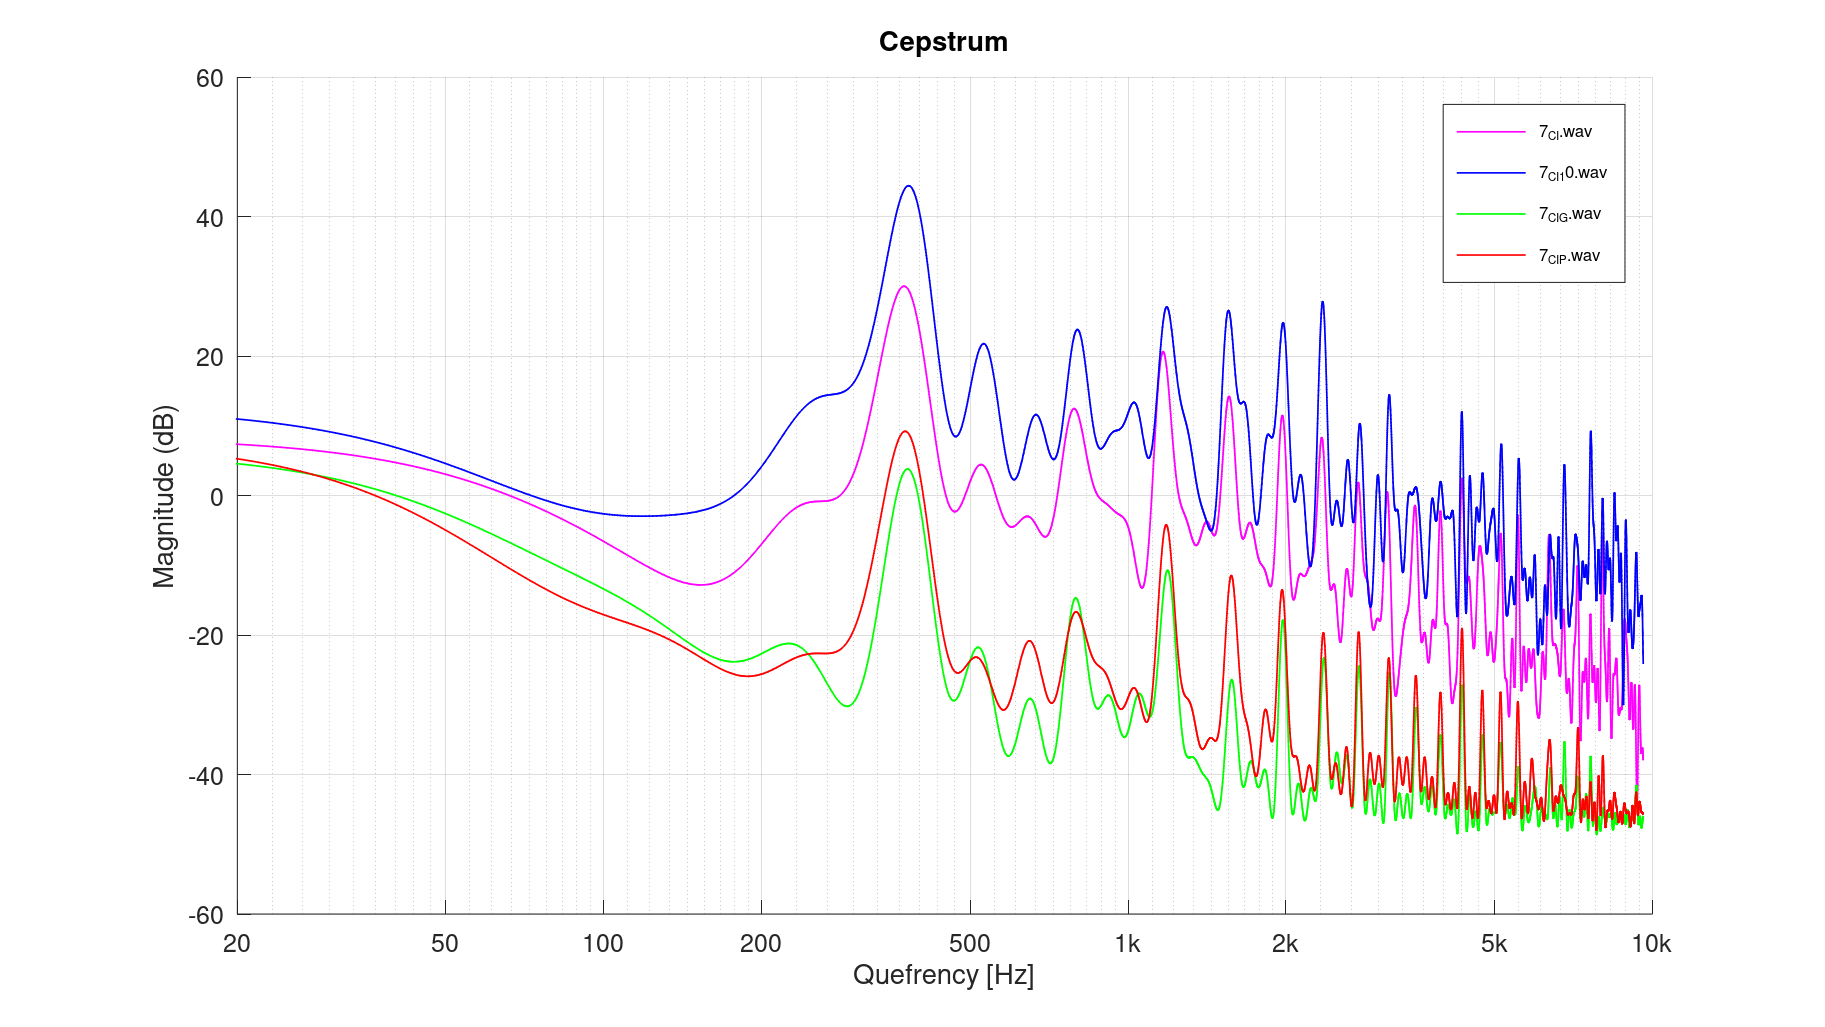 Cepstrum
60
40
20
0
-20
-40
-60
Magnitude (dB)
7CI.wav
7CI10.wav
7CIG.wav
7CIP.wav
20 50 100 200 500 1k 2k 5k 10k
Quefrency [Hz]